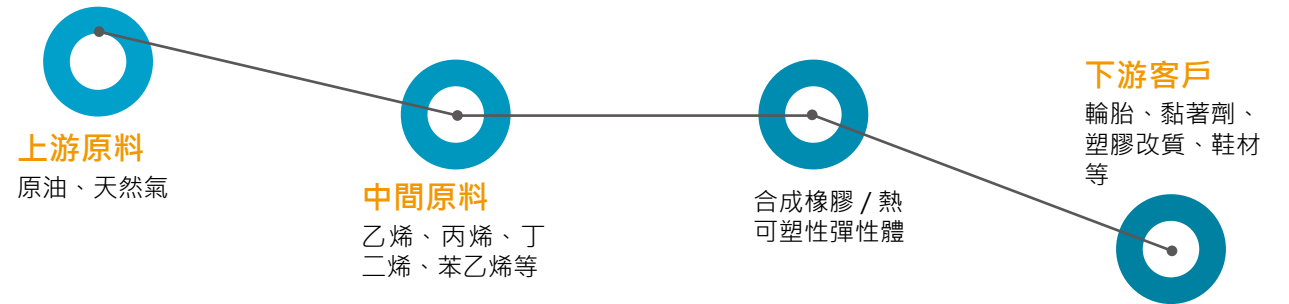 上游原料
原油、天然氣
中間原料
乙烯、丙烯、丁
二烯、苯乙烯等
合成橡膠 / 熱
可塑性彈性體
下游客戶
輪胎、黏著劑、
塑膠改質、鞋材
等